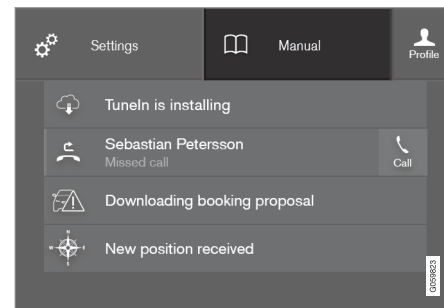 Settings
Manual
Profile
TuneIn is installing
Sebastian Petersson
Missed call
Call
Downloading booking proposal
New position received
N
W
E
S
G059823